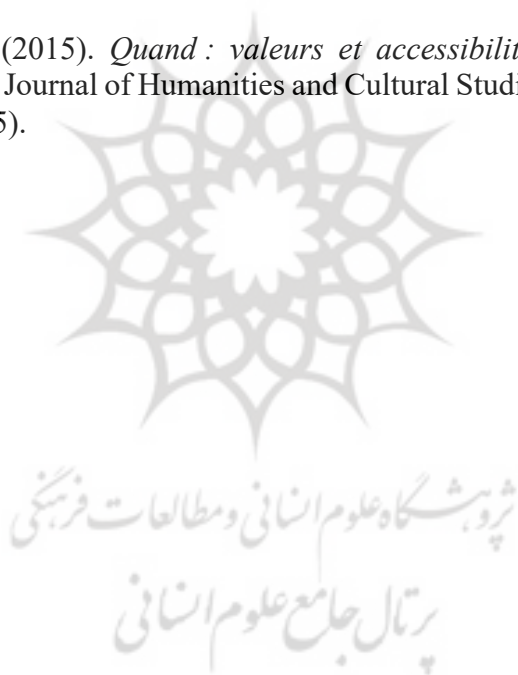 (2015). Quand : valeurs et accessibilit
Journal of Humanities and Cultural Studi
5).
پژوهشگاه علوم انسانی و مطالعات فرهنگی
پرتال جامع علوم انسانی